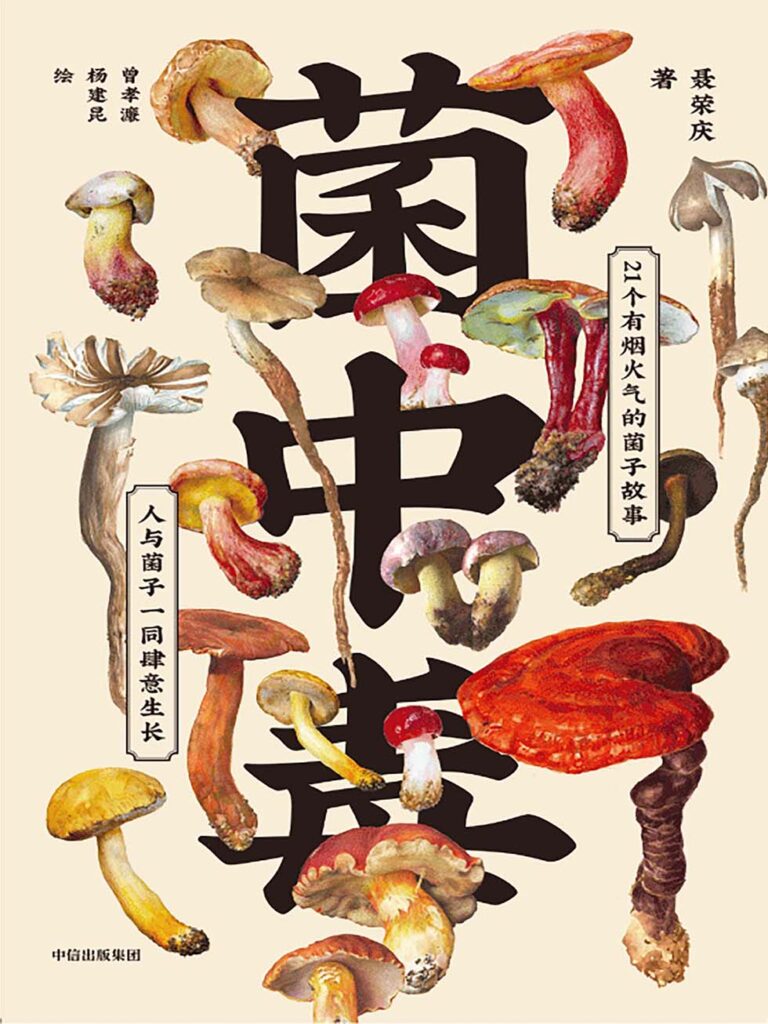 聂荣庆
著
曾孝濂
杨建昆
绘
菌中毒
21个有烟火气的菌子故事
人与菌子一同肆意生长
中信出版集团